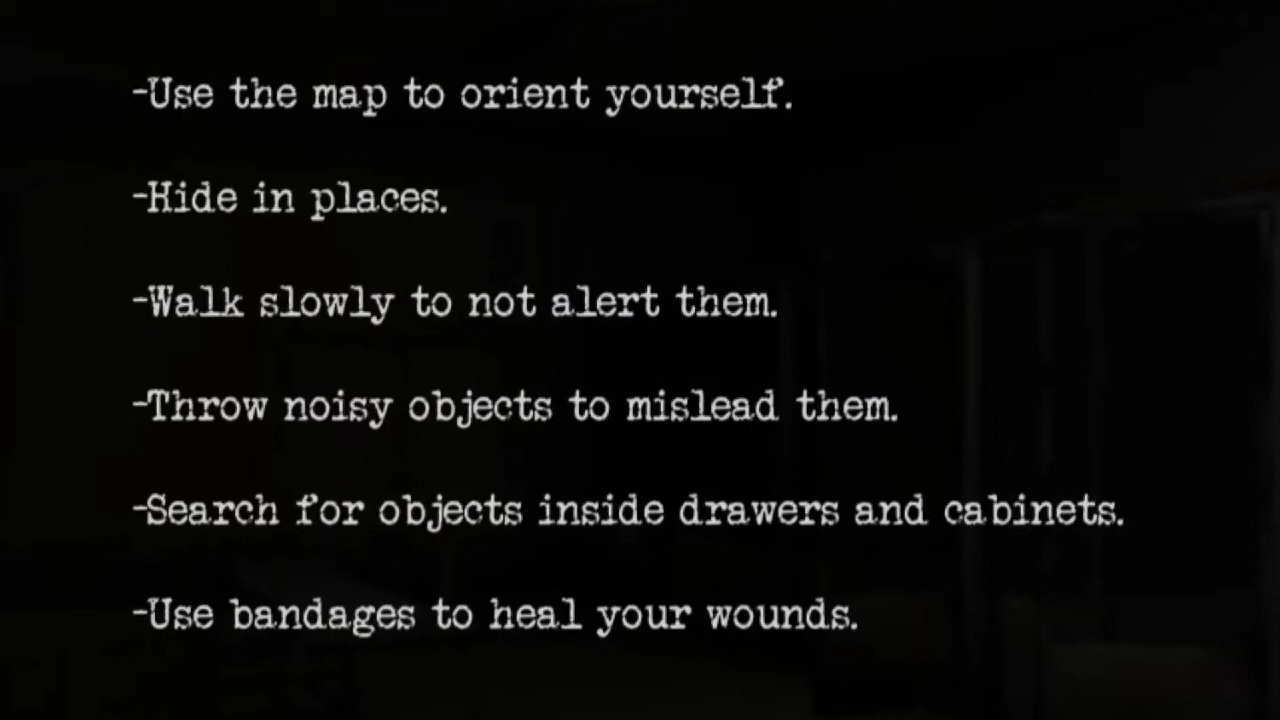 -Use the map to orient yourself.
-Hide in places.
-Walk slowly to not alert them.
-Throw noisy objects to mislead them.
-Search for objects inside drawers and cabinets.
-Use bandages to heal your wounds.